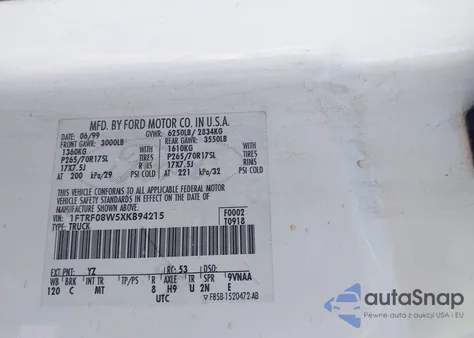 MFD. BY FORD MOTOR CO. IN U.S.A.
DATE: 06/99 GVWR: 6250LB/ 2834KG
FRONT GAWR: 3000LB REAR GAWR: 3550LB
1360KG WITH 1610KG WITH
P265/70R17SL TIRES P265/70R17SL TIRES
17X7.5J RIMS 17X7.5J RIMS
AT 200 kPa/29 PSI COLD AT 221 kPa/32 PSI COLD
THIS VEHICLE CONFORMS TO ALL APPLICABLE FEDERAL MOTOR
VEHICLE SAFETY STANDARDS IN EFFECT ON THE DATE OF
MANUFACTURE SHOWN ABOVE.
VIN: 1FTRF08W5XKB94215 F0002
TYPE: TRUCK T0918
EXT PNT: YZ RC: 53 DSO:
WB BRK INT TR TP/PS R AXLE TR SPR 9VNAA
120 C MT 8 H9 U 2N E
UTC F85B-1520472-AB
autoSnap
Pewne auta z aukcji USA i EU